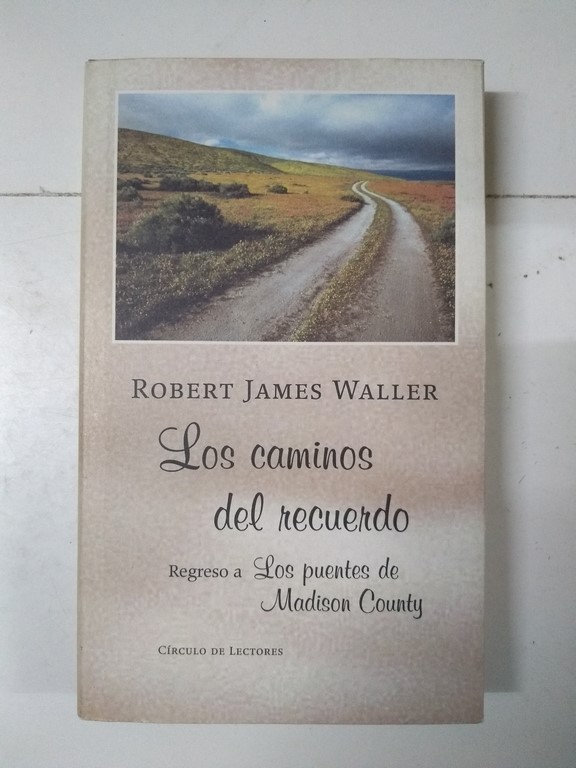 ROBERT JAMES WALLER
Los caminos
del recuerdo
Regreso a Los puentes de
Madison County
CÍRCULO DE LECTORES